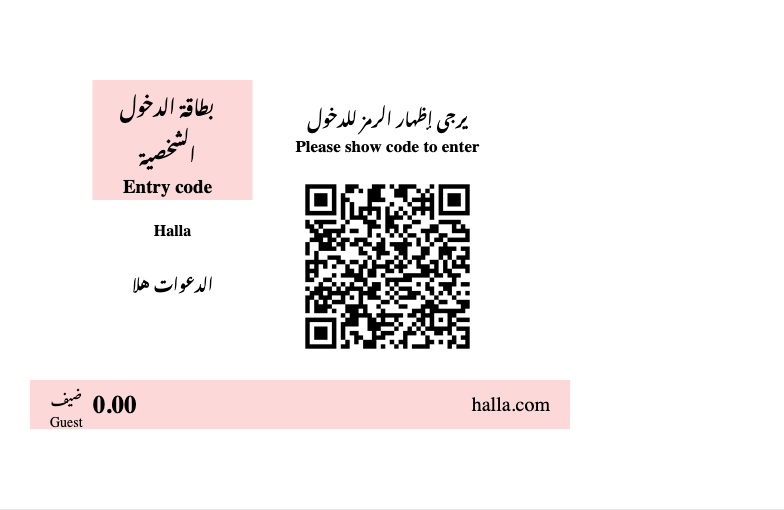 بطاقة الدخول
الشخصية
Entry code
Halla
الدعوات هلا
يرجى إظهار الرمز للدخول
Please show code to enter
ضيف 0.00
Guest
halla.com